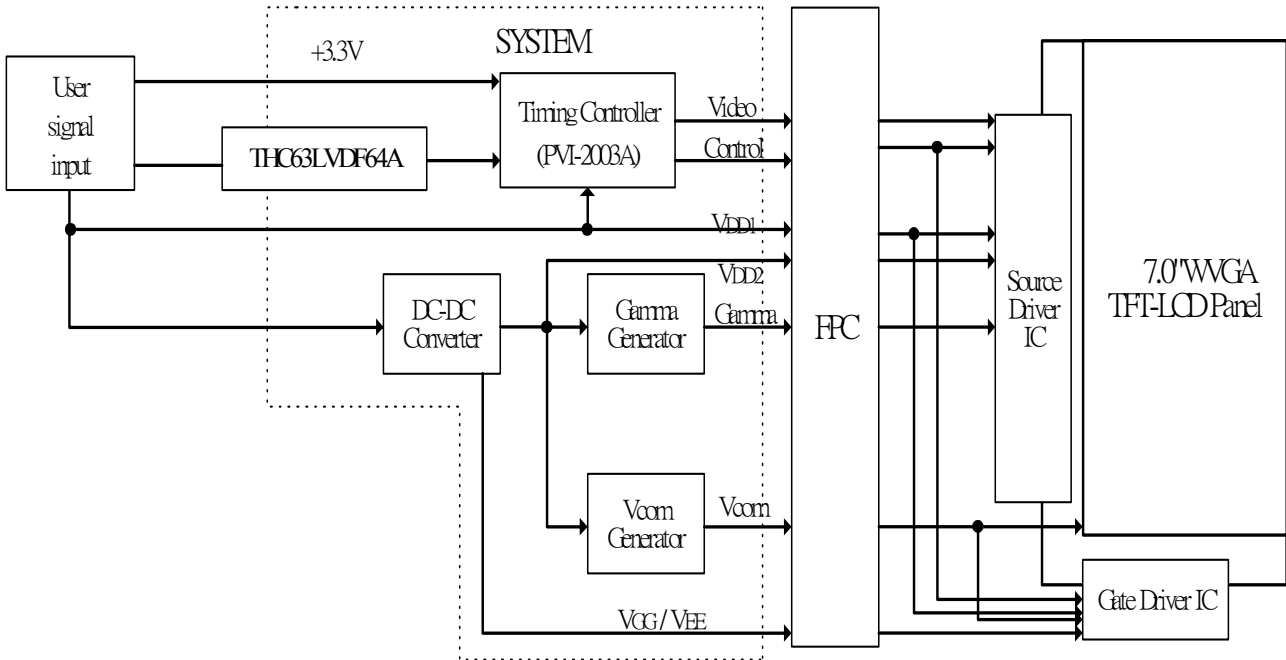 SYSTEM
+3.3V
User
signal
input
THC63LVDF64A
Timing Controller
(PVI-2003A)
Video
Control
VDD1
VDD2
DC-DC
Converter
Gamma
Generator
Gamma
FPC
Source
Driver
IC
7.0"WVGA
TFT-LCD Panel
Vcom
Generator
Vcom
VGG / VEE
Gate Driver IC